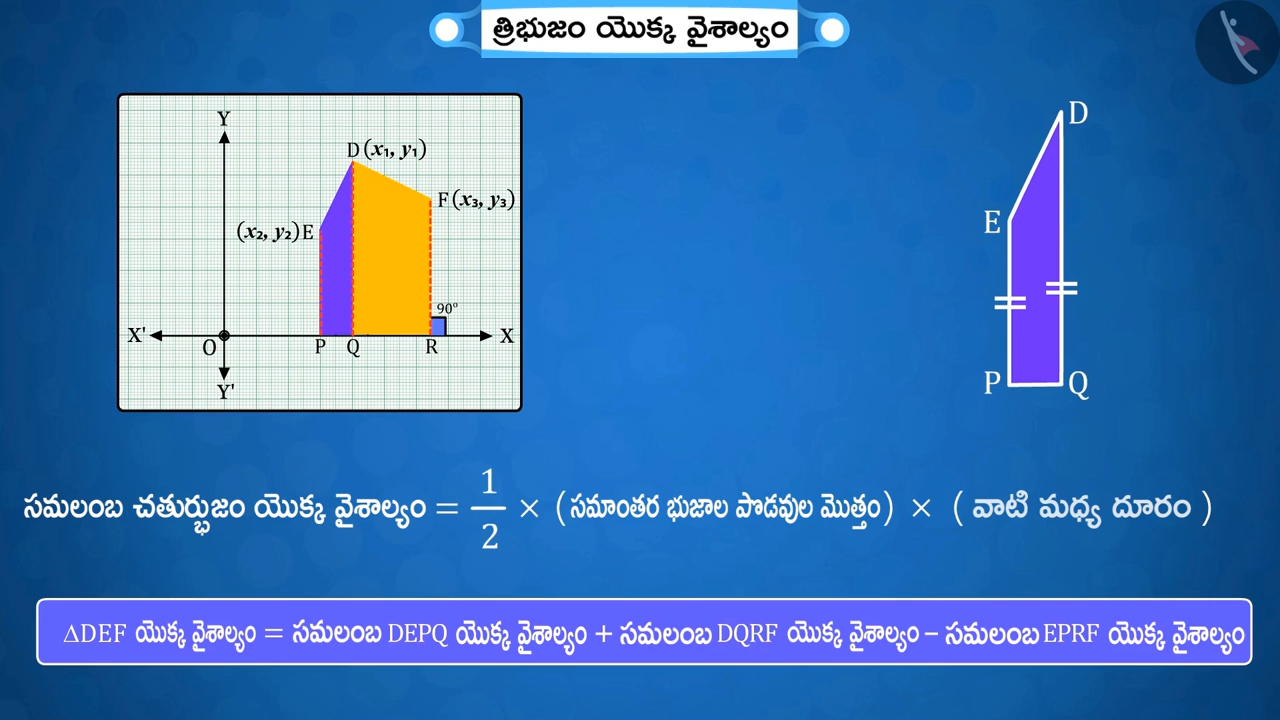 త్రిభుజం యొక్క వైశాల్యం
Y
D (x₁, y₁)
F (x₃, y₃)
(x₂, y₂) E
90°
X' O P Q R X
Y'
D
E
P Q
సమలంబ చతుర్భుజం యొక్క వైశాల్యం = 1/2 × (సమాంతర భుజాల పొడవుల మొత్తం) × ( వాటి మధ్య దూరం )
ΔDEF యొక్క వైశాల్యం = సమలంబ DEPQ యొక్క వైశాల్యం + సమలంబ DQRF యొక్క వైశాల్యం – సమలంబ EPRF యొక్క వైశాల్యం